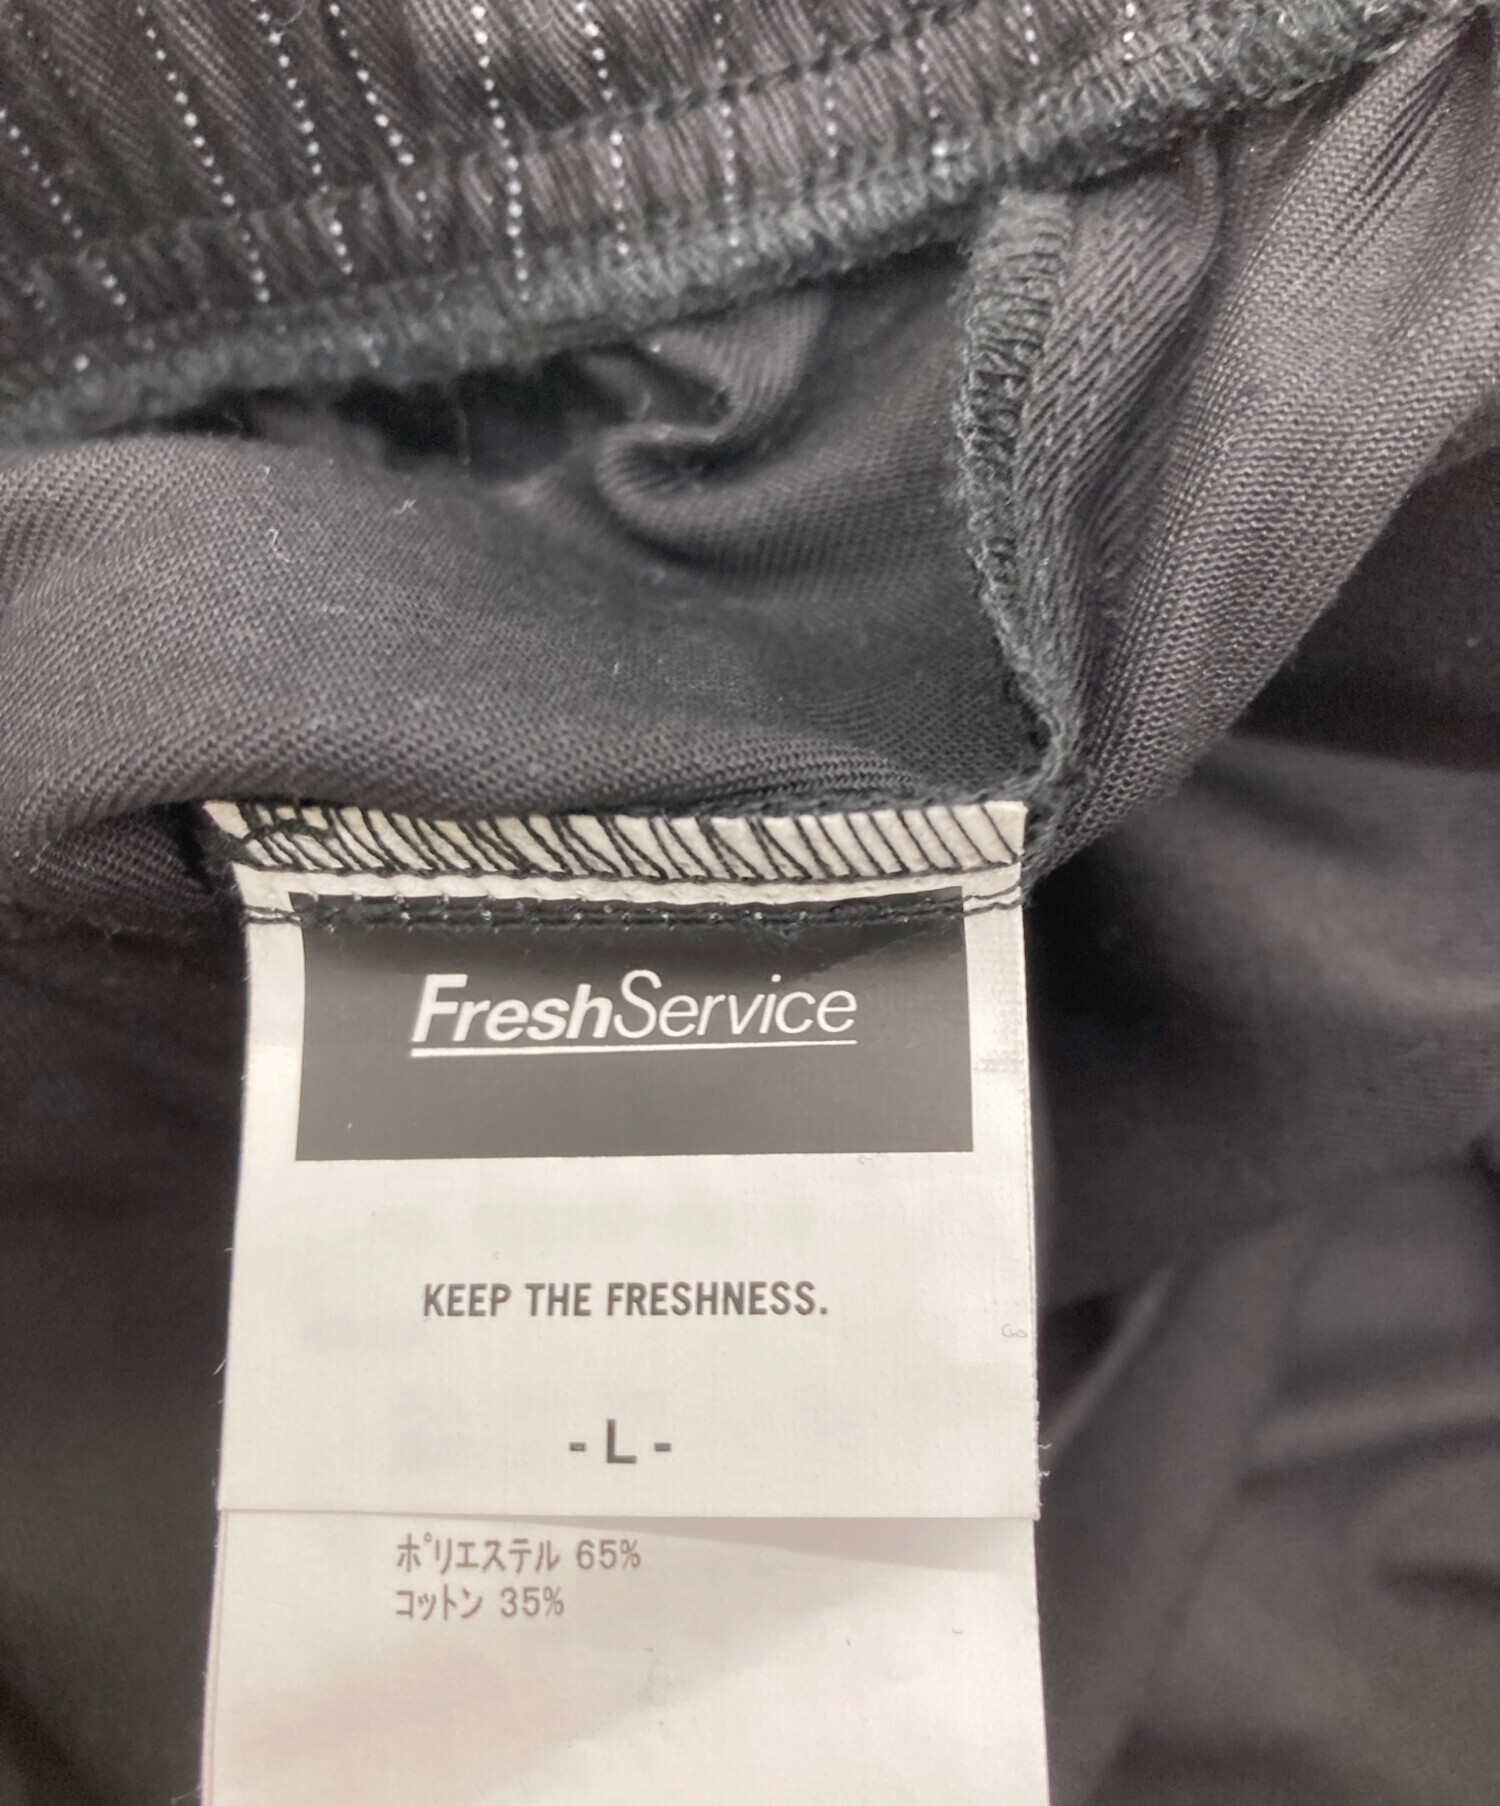 FreshService
KEEP THE FRESHNESS.
- L -
ポリエステル 65%
コットン 35%